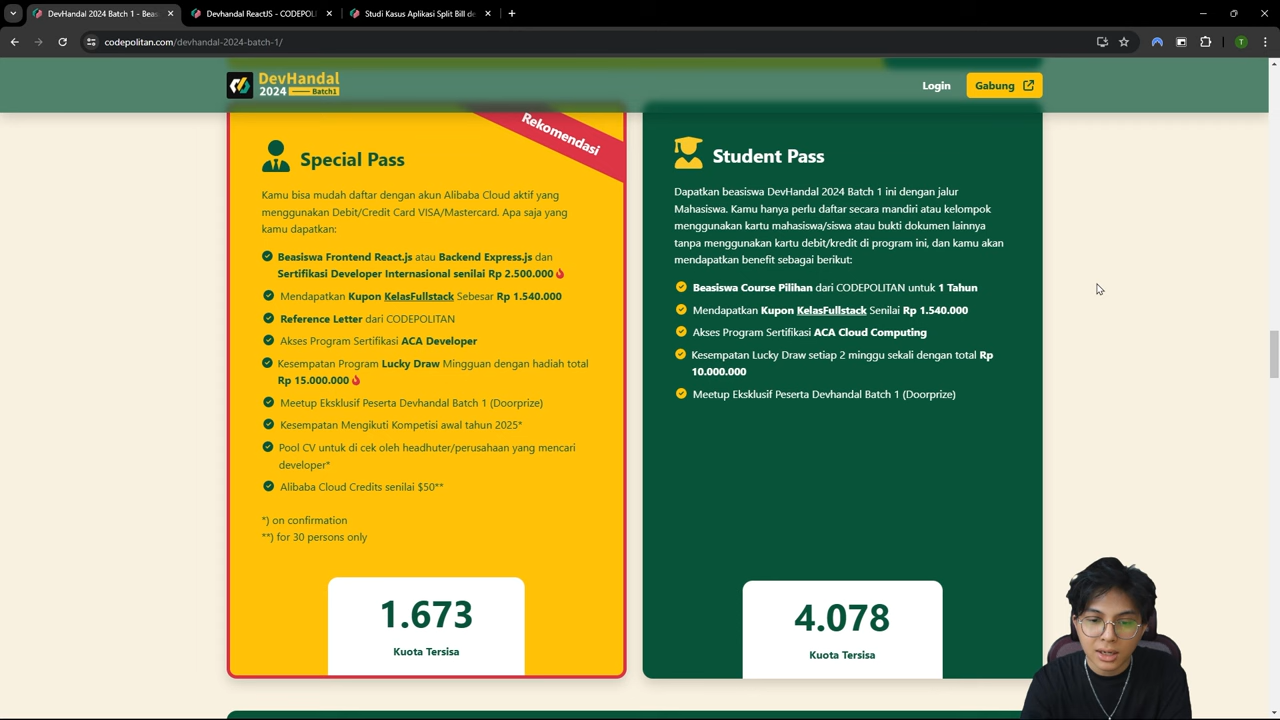 DevHandal 2024 Batch 1 - Beas
Devhandal ReactJS - CODEPOL
Studi Kasus Aplikasi Split Bill de
codepolitan.com/devhandal-2024-batch-1/
T
DevHandal
2024 Batch1
Login
Gabung
Rekomendasi
Special Pass
Kamu bisa mudah daftar dengan akun Alibaba Cloud aktif yang
menggunakan Debit/Credit Card VISA/Mastercard. Apa saja yang
kamu dapatkan:
Beasiswa Frontend React.js atau Backend Express.js dan
Sertifikasi Developer Internasional senilai Rp 2.500.000
Mendapatkan Kupon KelasFullstack Sebesar Rp 1.540.000
Reference Letter dari CODEPOLITAN
Akses Program Sertifikasi ACA Developer
Kesempatan Program Lucky Draw Mingguan dengan hadiah total
Rp 15.000.000
Meetup Eksklusif Peserta Devhandal Batch 1 (Doorprize)
Kesempatan Mengikuti Kompetisi awal tahun 2025*
Pool CV untuk di cek oleh headhuter/perusahaan yang mencari
developer*
Alibaba Cloud Credits senilai $50**
*) on confirmation
**) for 30 persons only
1.673
Kuota Tersisa
Student Pass
Dapatkan beasiswa DevHandal 2024 Batch 1 ini dengan jalur
Mahasiswa. Kamu hanya perlu daftar secara mandiri atau kelompok
menggunakan kartu mahasiswa/siswa atau bukti dokumen lainnya
tanpa menggunakan kartu debit/kredit di program ini, dan kamu akan
mendapatkan benefit sebagai berikut:
Beasiswa Course Pilihan dari CODEPOLITAN untuk 1 Tahun
Mendapatkan Kupon KelasFullstack Senilai Rp 1.540.000
Akses Program Sertifikasi ACA Cloud Computing
Kesempatan Lucky Draw setiap 2 minggu sekali dengan total Rp
10.000.000
Meetup Eksklusif Peserta Devhandal Batch 1 (Doorprize)
4.078
Kuota Tersisa